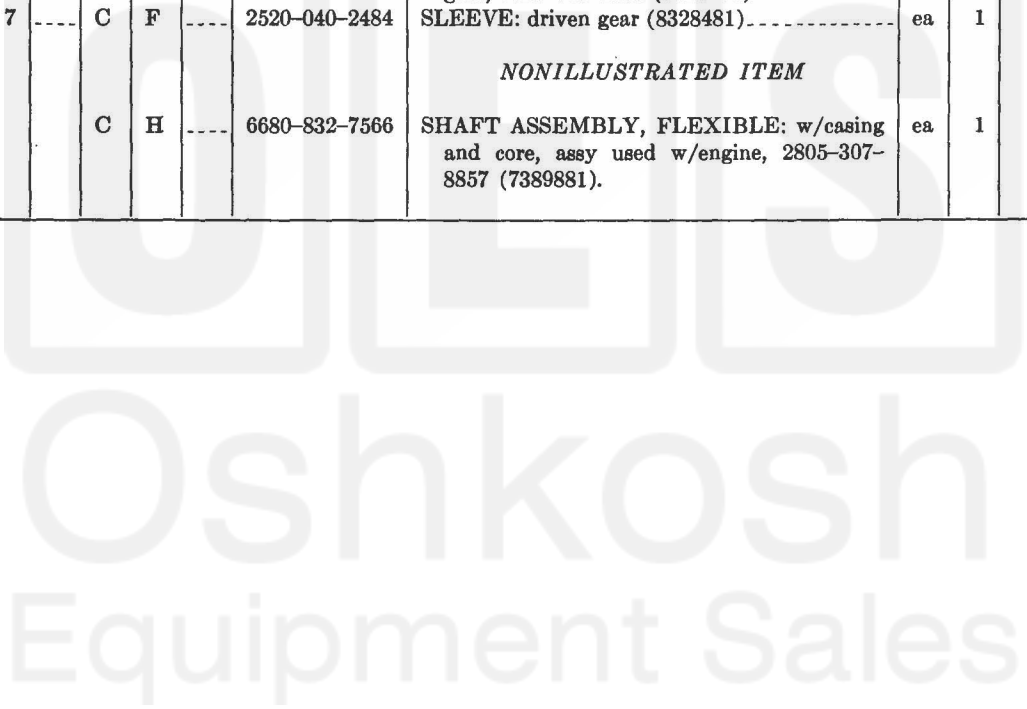 7 ---- C F ---- 2520–040–2484 SLEEVE: driven gear (8328481)------------- ea 1
NONILLUSTRATED ITEM
C H ---- 6680–832–7566 SHAFT ASSEMBLY, FLEXIBLE: w/casing ea 1
and core, assy used w/engine, 2805–307–
8857 (7389881).
OES
Oshkosh
Equipment Sales